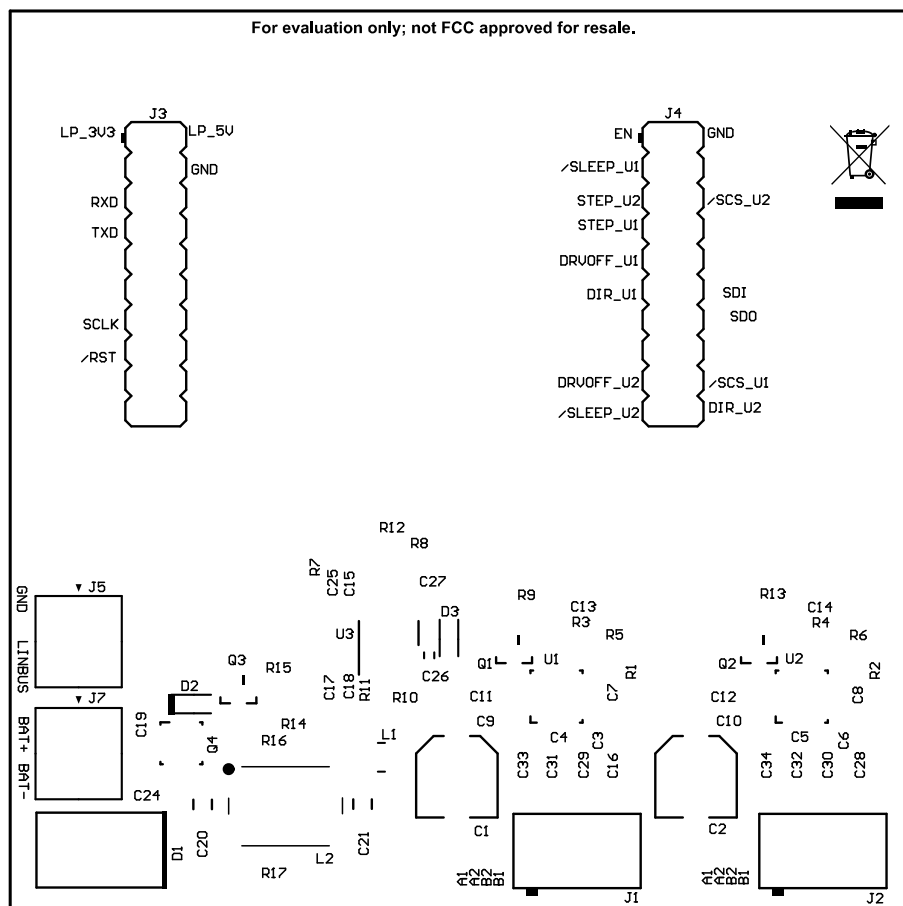 For evaluation only; not FCC approved for resale.
J3
LP_3V3
LP_5V
GND
RXD
TXD
SCLK
/RST
J4
EN
GND
/SLEEP_U1
STEP_U2
/SCS_U2
STEP_U1
DRVOFF_U1
DIR_U1
SDI
SDO
DRVOFF_U2
/SCS_U1
/SLEEP_U2
DIR_U2
R12
R8
R7
C25
C15
C27
D3
U3
C26
C17
C18
R11
R10
L1
J5
GND
LINBUS
J7
BAT+
BAT-
D2
Q3
R15
C19
Q4
R14
R16
C24
C20
C21
D1
L2
R17
R9
C13
R3
R5
Q1
U1
R1
C11
C7
C9
C4
C3
C33
C31
C29
C16
C1
A1
A2
B2
B1
J1
R13
C14
R4
R6
Q2
U2
R2
C12
C8
C10
C5
C6
C34
C32
C30
C28
C2
A1
A2
B2
B1
J2